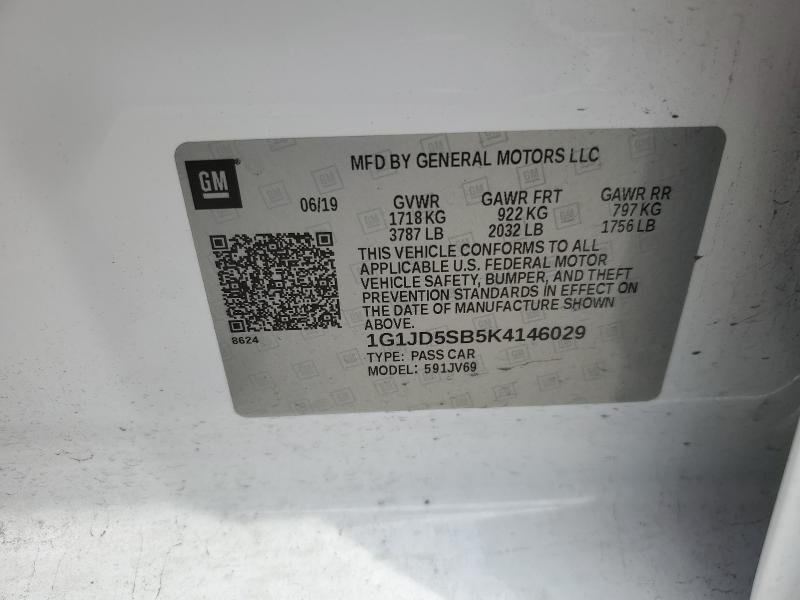 MFD BY GENERAL MOTORS LLC
GM
06/19
GVWR
1718 KG
3787 LB
GAWR FRT
922 KG
2032 LB
GAWR RR
797 KG
1756 LB
THIS VEHICLE CONFORMS TO ALL
APPLICABLE U.S. FEDERAL MOTOR
VEHICLE SAFETY, BUMPER, AND THEFT
PREVENTION STANDARDS IN EFFECT ON
THE DATE OF MANUFACTURE SHOWN
ABOVE.
8624
1G1JD5SB5K4146029
TYPE: PASS CAR
MODEL: 591JV69